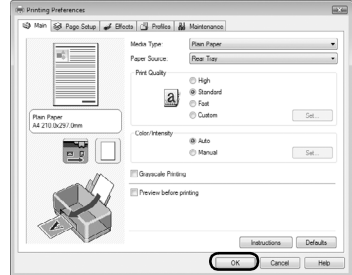 Printing Preferences
Main Page Setup Effects Profiles Maintenance
Media Type: Plain Paper
Paper Source: Rear Tray
Print Quality
High
Standard
Fast
Custom Set...
Plain Paper
A4 210.0x297.0mm
Color/Intensity
Auto
Manual Set...
Grayscale Printing
Preview before printing
Instructions Defaults
OK Cancel Help